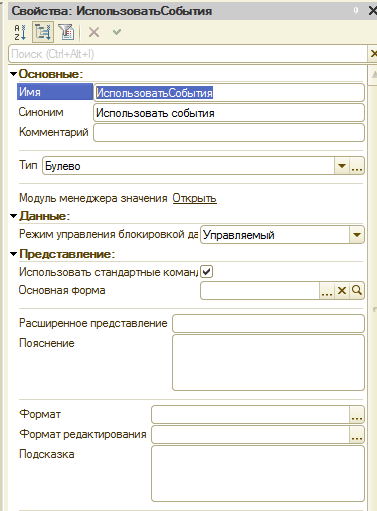 Свойства: ИспользоватьСобытия
Поиск (Ctrl+Alt+I)
Основные:
Имя ИспользоватьСобытия
Синоним Использовать события
Комментарий
Тип Булево ...
Модуль менеджера значения Открыть
Данные:
Режим управления блокировкой да Управляемый
Представление:
Использовать стандартные команд
Основная форма ...
Расширенное представление
Пояснение
Формат ...
Формат редактирования ...
Подсказка